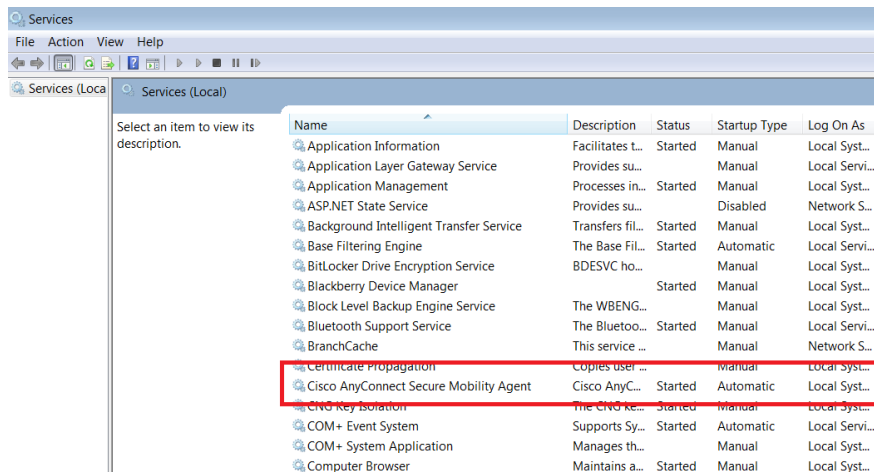 Services
File Action View Help
Services (Loca
Services (Local)
Select an item to view its
description.
Name Description Status Startup Type Log On As
Application Information Facilitates t... Started Manual Local Syst...
Application Layer Gateway Service Provides su... Manual Local Servi...
Application Management Processes in... Started Manual Local Syst...
ASP.NET State Service Provides su... Disabled Network S...
Background Intelligent Transfer Service Transfers fil... Started Manual Local Syst...
Base Filtering Engine The Base Fil... Started Automatic Local Servi...
BitLocker Drive Encryption Service BDESVC ho... Manual Local Syst...
Blackberry Device Manager Started Manual Local Syst...
Block Level Backup Engine Service The WBENG... Manual Local Syst...
Bluetooth Support Service The Bluetoo... Started Manual Local Servi...
BranchCache This service ... Manual Network S...
Certificate Propagation Copies user ... Manual Local Syst...
Cisco AnyConnect Secure Mobility Agent Cisco AnyC... Started Automatic Local Syst...
CNG Key Isolation The CNG ke... Started Manual Local Syst...
COM+ Event System Supports Sy... Started Automatic Local Servi...
COM+ System Application Manages th... Manual Local Syst...
Computer Browser Maintains a... Started Manual Local Syst...